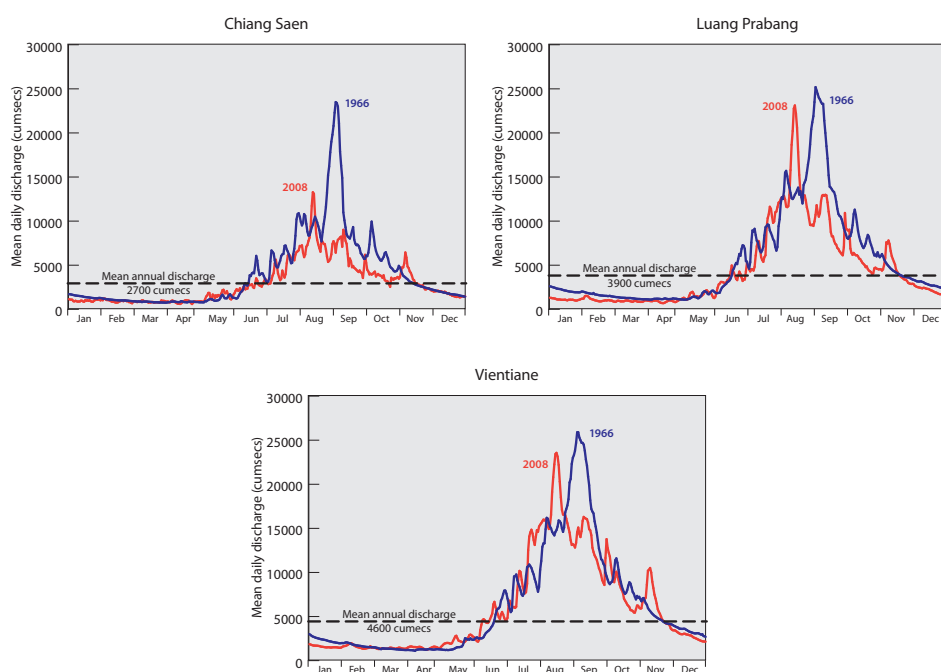 Chiang Saen
Mean daily discharge (cumsecs)
30000
25000
20000
15000
10000
5000
0
1966
2008
Mean annual discharge
2700 cumecs
Jan Feb Mar Apr May Jun Jul Aug Sep Oct Nov Dec
Luang Prabang
Mean daily discharge (cumsecs)
30000
25000
20000
15000
10000
5000
0
2008
1966
Mean annual discharge
3900 cumecs
Jan Feb Mar Apr May Jun Jul Aug Sep Oct Nov Dec
Vientiane
Mean daily discharge (cumsecs)
30000
25000
20000
15000
10000
5000
0
1966
2008
Mean annual discharge
4600 cumecs
Jan Feb Mar Apr May Jun Jul Aug Sep Oct Nov Dec